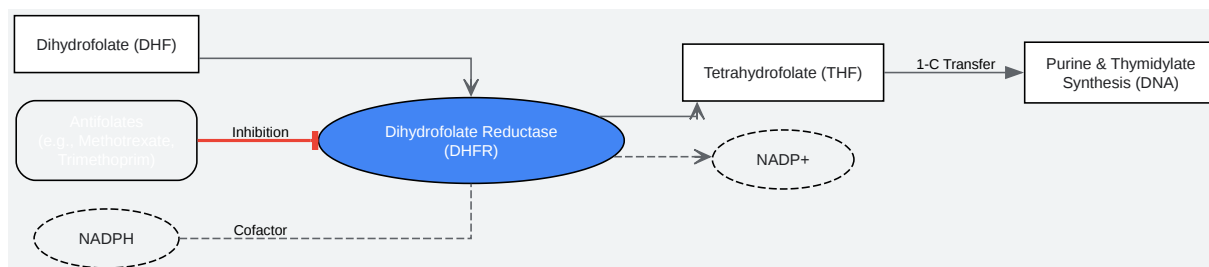 Dihydrofolate (DHF)
Antifolates
(e.g., Methotrexate,
Trimethoprim)
Inhibition
Dihydrofolate Reductase
(DHFR)
NADPH
Cofactor
Tetrahydrofolate (THF)
NADP+
1-C Transfer
Purine & Thymidylate
Synthesis (DNA)